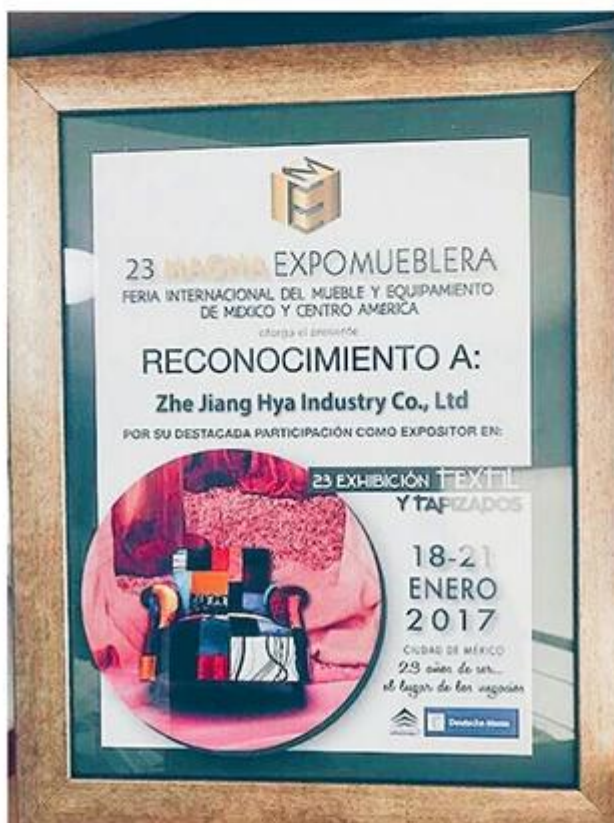 ME
23 MAGNA EXPOMUEBLERA
FERIA INTERNACIONAL DEL MUEBLE Y EQUIPAMIENTO
DE MEXICO Y CENTRO AMERICA
otorga el presente
RECONOCIMIENTO A:
Zhe Jiang Hya Industry Co., Ltd
POR SU DESTACADA PARTICIPACIÓN COMO EXPOSITOR EN:
23 EXHIBICIÓN TEXTIL
Y TAPIZADOS
18-21
ENERO
2017
CIUDAD DE MÉXICO
23 años de ser...
el lugar de los negocios
Deutsche Messe